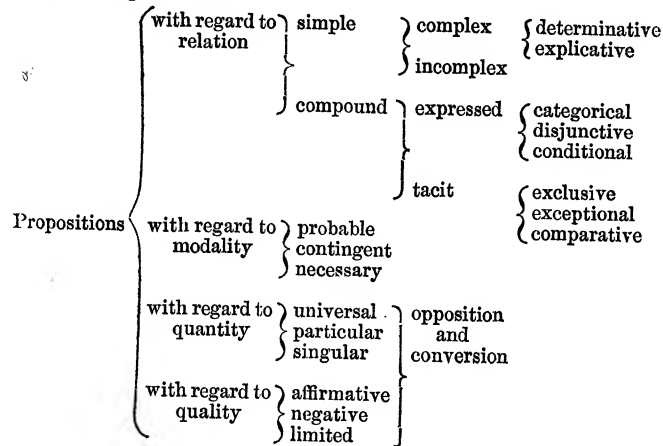 with regard to relation
simple
complex
determinative
explicative
incomplex
compound
expressed
categorical
disjunctive
conditional
tacit
exclusive
exceptional
comparative
Propositions
with regard to modality
probable
contingent
necessary
with regard to quantity
universal
particular
singular
opposition and conversion
with regard to quality
affirmative
negative
limited